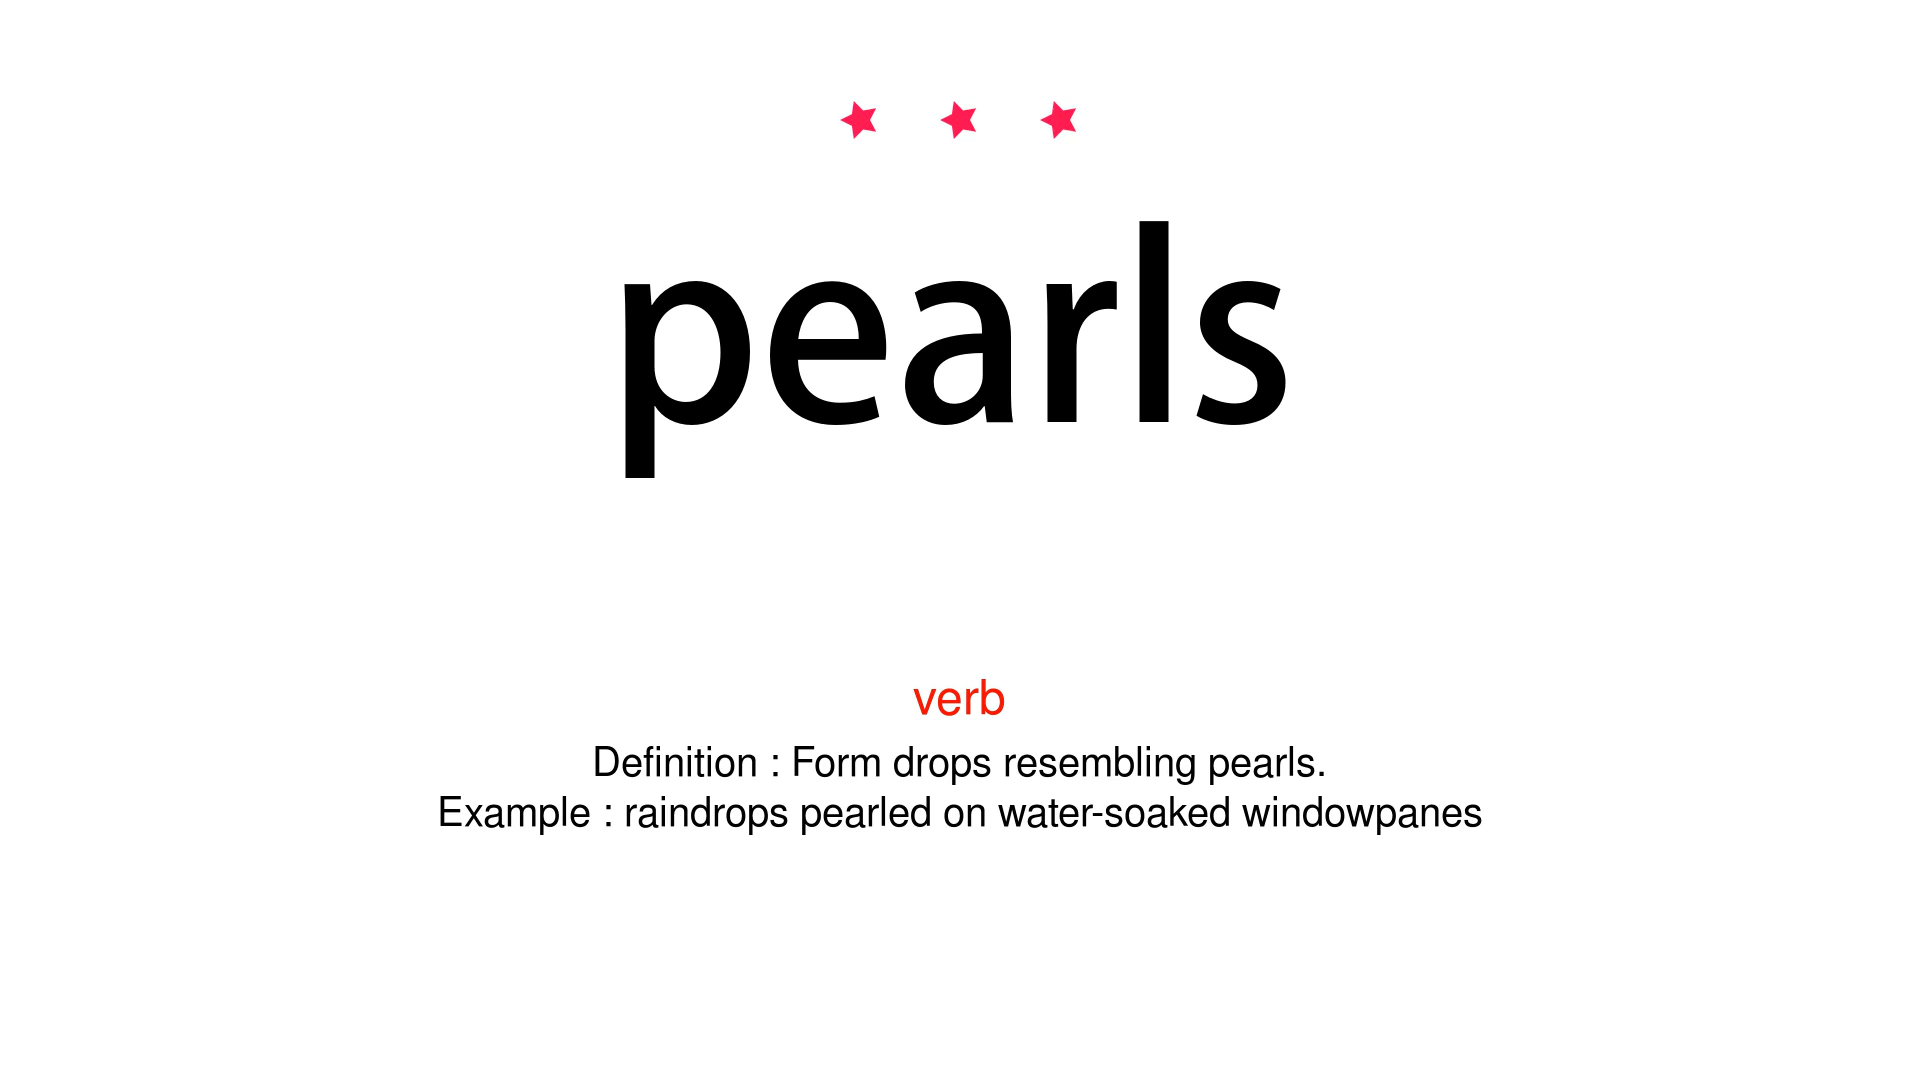 pearls
verb
Definition : Form drops resembling pearls.
Example : raindrops pearled on water-soaked windowpanes